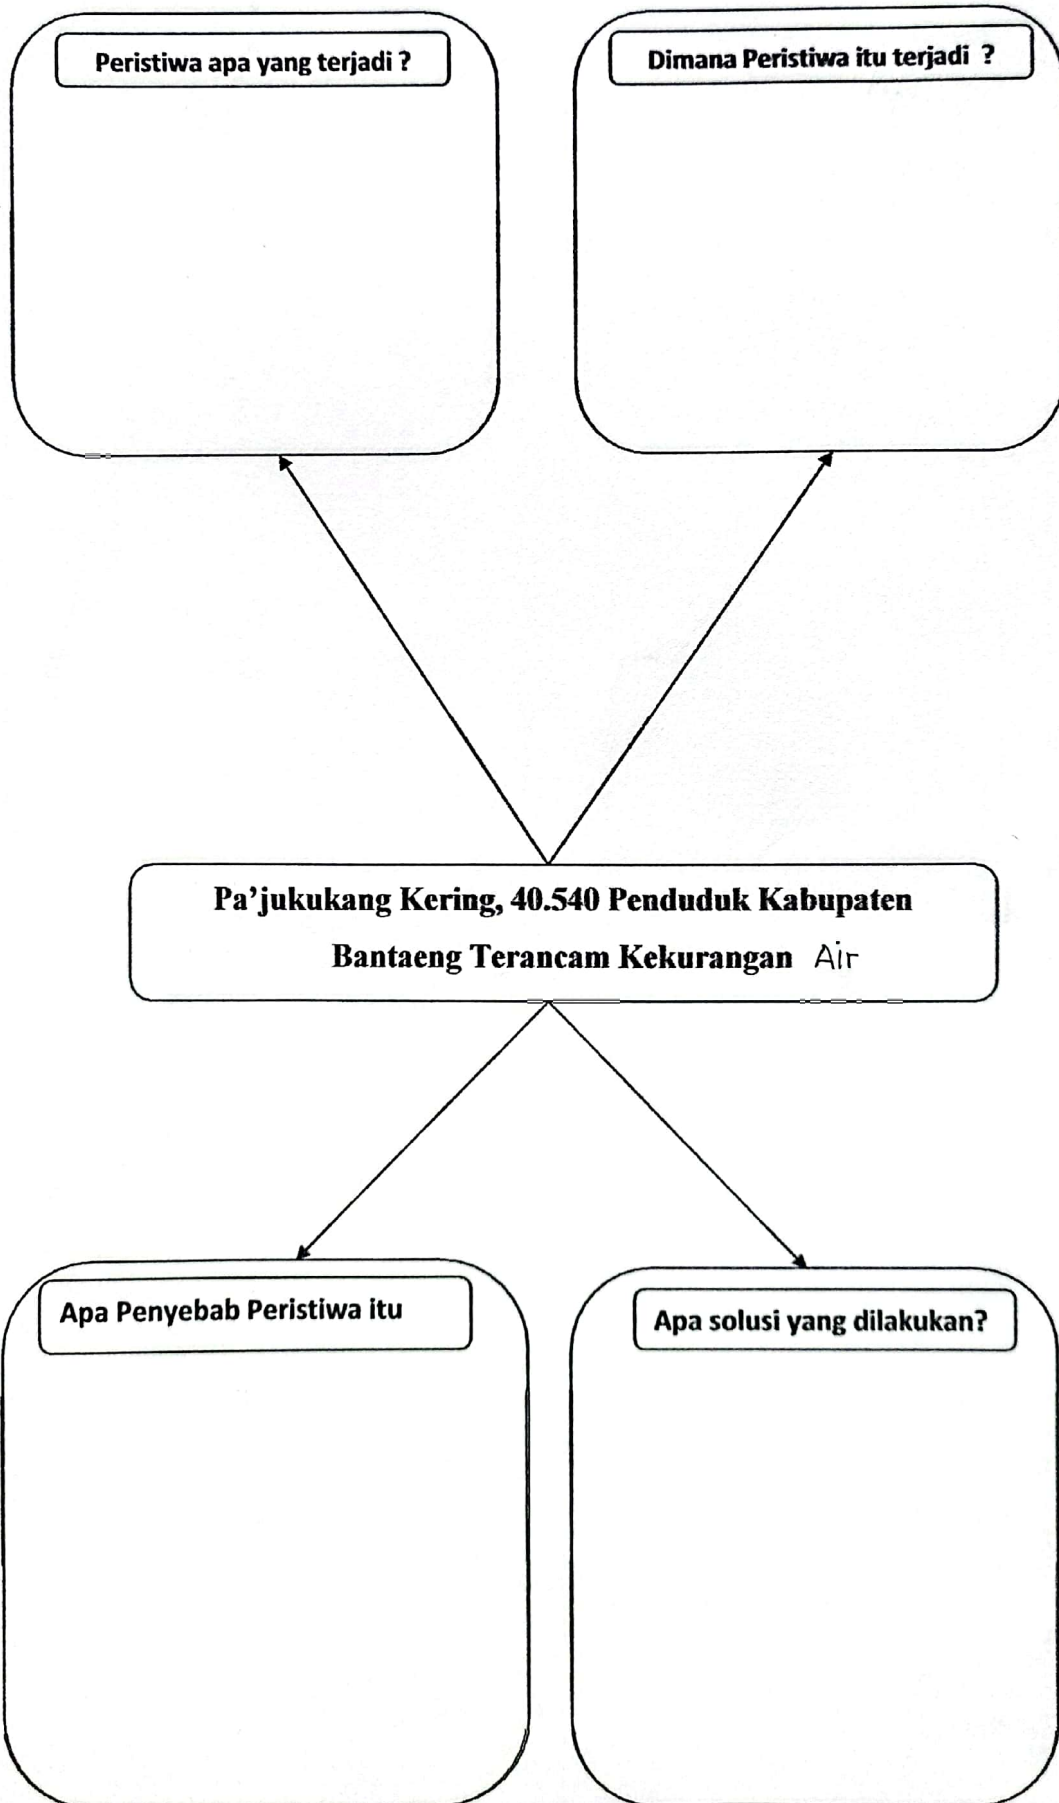 Peristiwa apa yang terjadi ?
Dimana Peristiwa itu terjadi ?
Pa'jukukang Kering, 40.540 Penduduk Kabupaten
Bantaeng Terancam Kekurangan Air
Apa Penyebab Peristiwa itu
Apa solusi yang dilakukan?